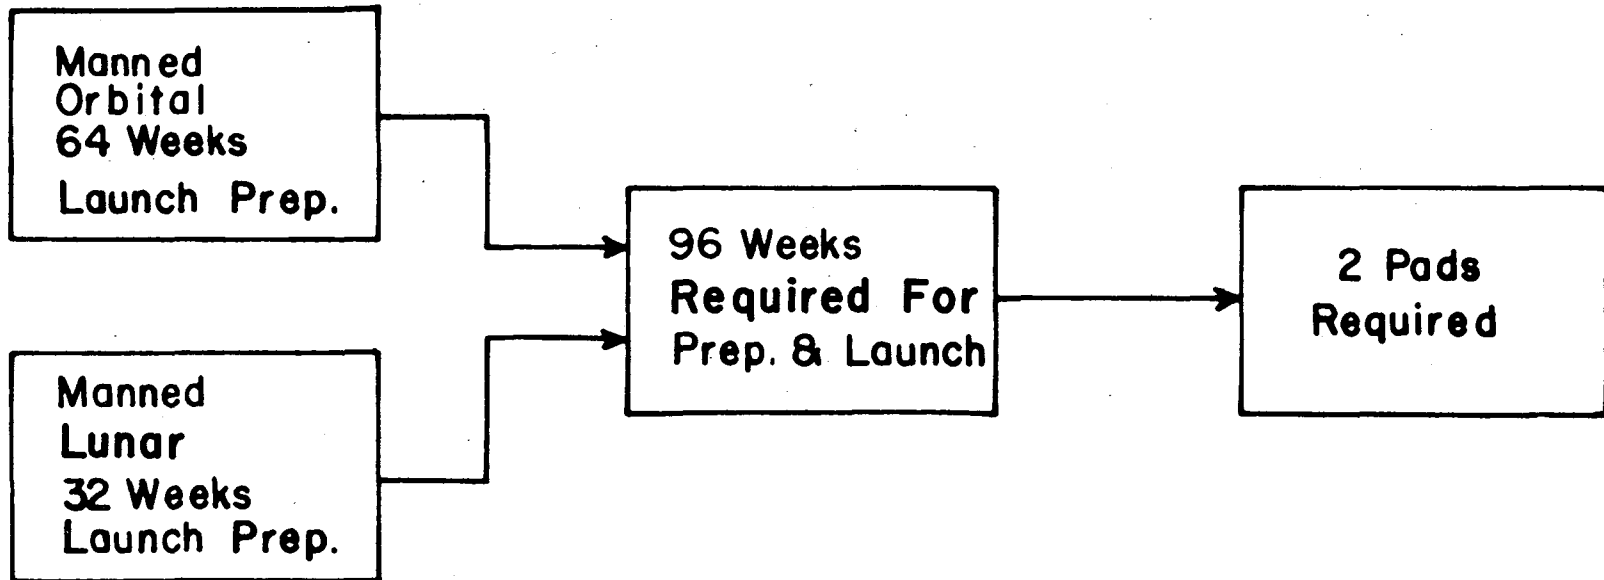 Manned
Orbital
64 Weeks
Launch Prep.
Manned
Lunar
32 Weeks
Launch Prep.
96 Weeks
Required For
Prep. & Launch
2 Pads
Required